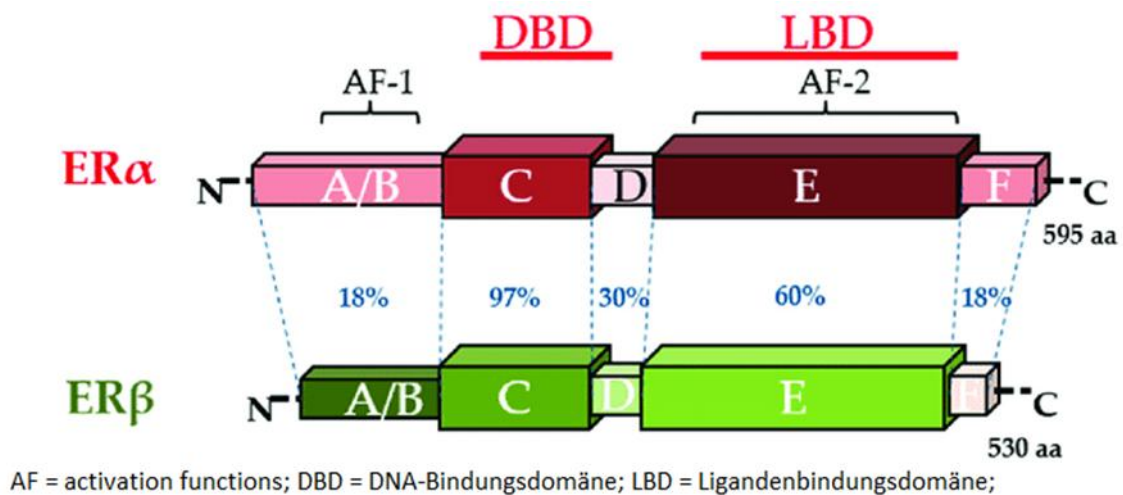 DBD LBD
AF-1 AF-2
ERα N A/B C D E F C
595 aa
18% 97% 30% 60% 18%
ERβ N A/B C D E F C
530 aa
AF = activation functions; DBD = DNA-Bindungsdomäne; LBD = Ligandenbindungsdomäne;